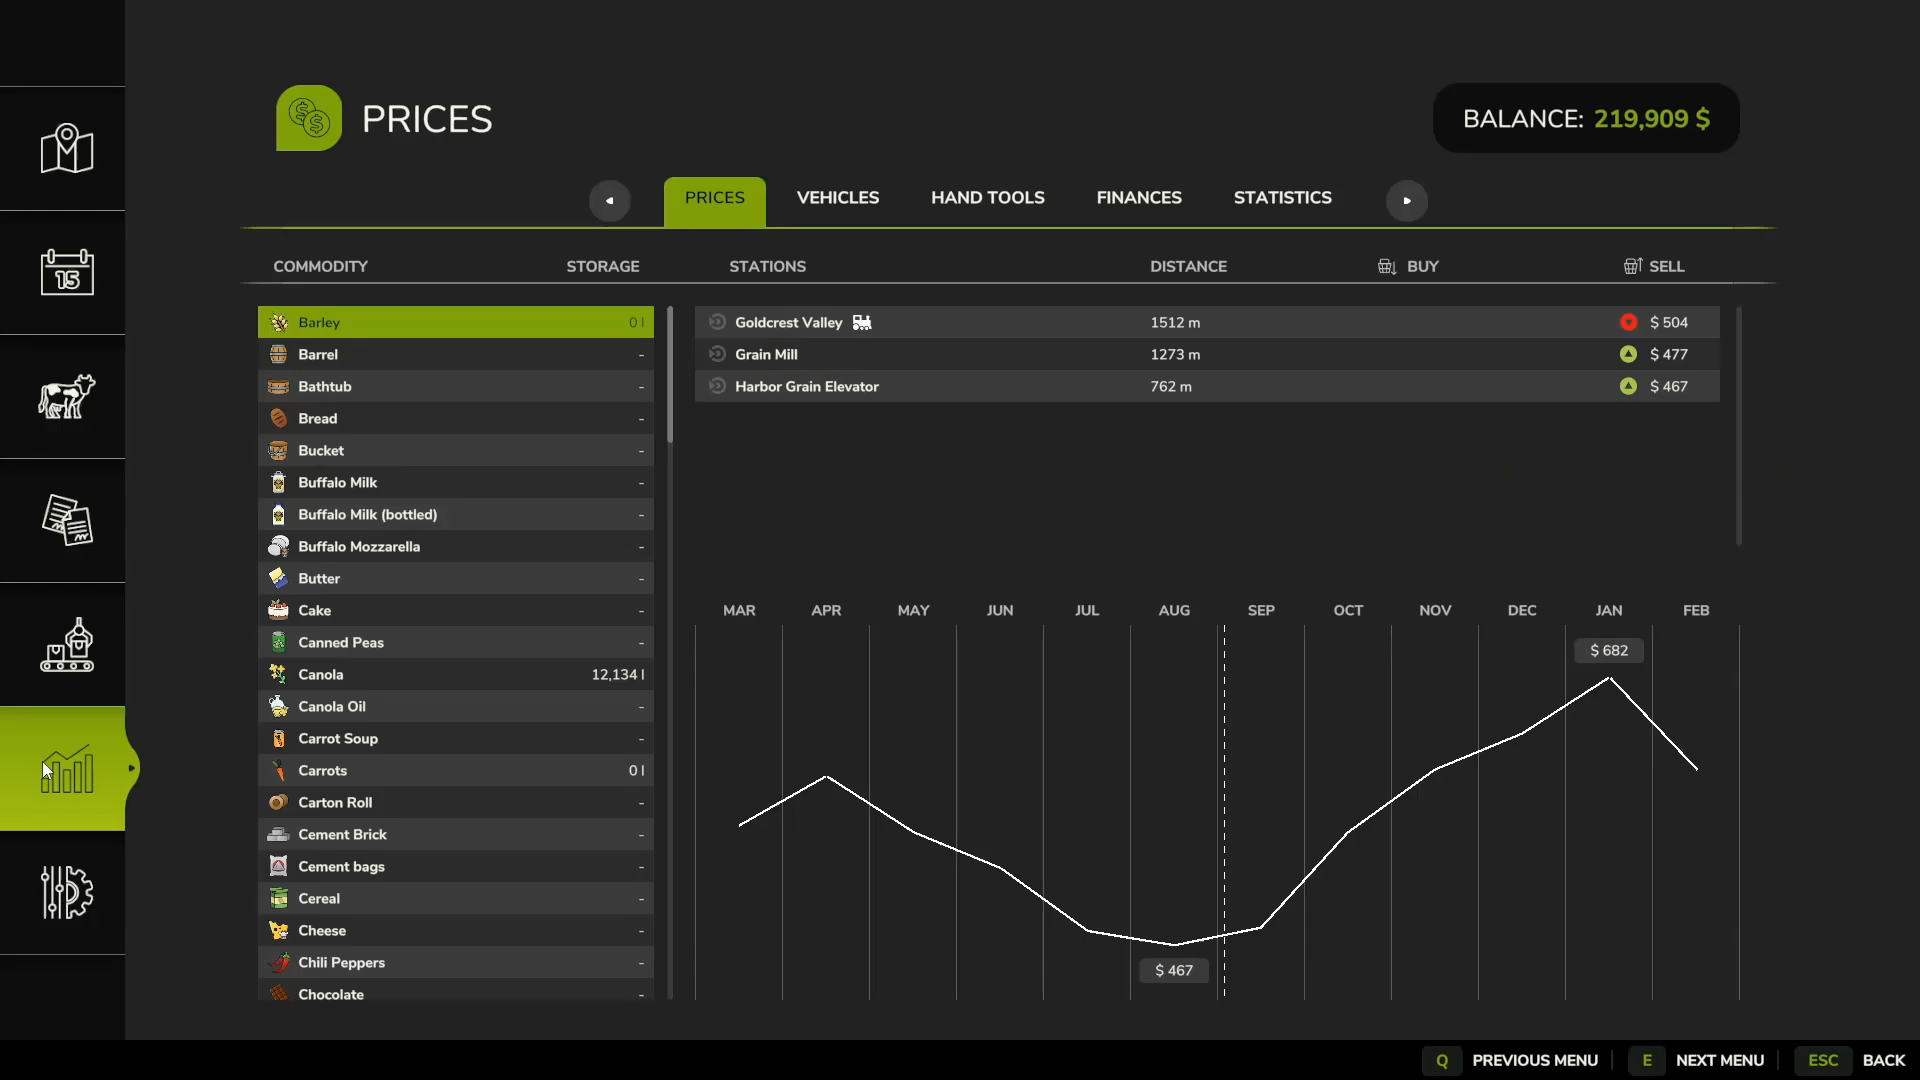 PRICES
BALANCE: 219,909 $
PRICES VEHICLES HAND TOOLS FINANCES STATISTICS
COMMODITY STORAGE STATIONS DISTANCE BUY SELL
15
Barley 0 l
Barrel -
Bathtub -
Bread -
Bucket -
Buffalo Milk -
Buffalo Milk (bottled) -
Buffalo Mozzarella -
Butter -
Cake -
Canned Peas -
Canola 12,134 l
Canola Oil -
Carrot Soup -
Carrots 0 l
Carton Roll -
Cement Brick -
Cement bags -
Cereal -
Cheese -
Chili Peppers -
Chocolate -
Goldcrest Valley 1512 m $ 504
Grain Mill 1273 m $ 477
Harbor Grain Elevator 762 m $ 467
MAR APR MAY JUN JUL AUG SEP OCT NOV DEC JAN FEB
$ 682
$ 467
Q PREVIOUS MENU E NEXT MENU ESC BACK